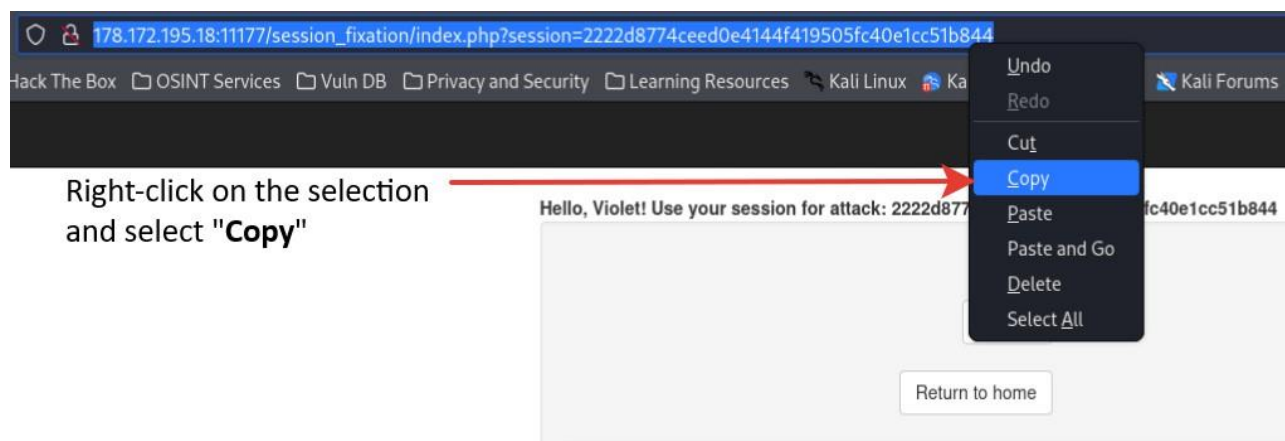 178.172.195.18:11177/session_fixation/index.php?session=2222d8774ceed0e4144f419505fc40e1cc51b844
Hack The Box OSINT Services Vuln DB Privacy and Security Learning Resources Kali Linux Ka Kali Forums
Undo
Redo
Cut
Copy
Paste
Paste and Go
Delete
Select All
Right-click on the selection
and select "Copy"
Hello, Violet! Use your session for attack: 2222d877 fc40e1cc51b844
Return to home